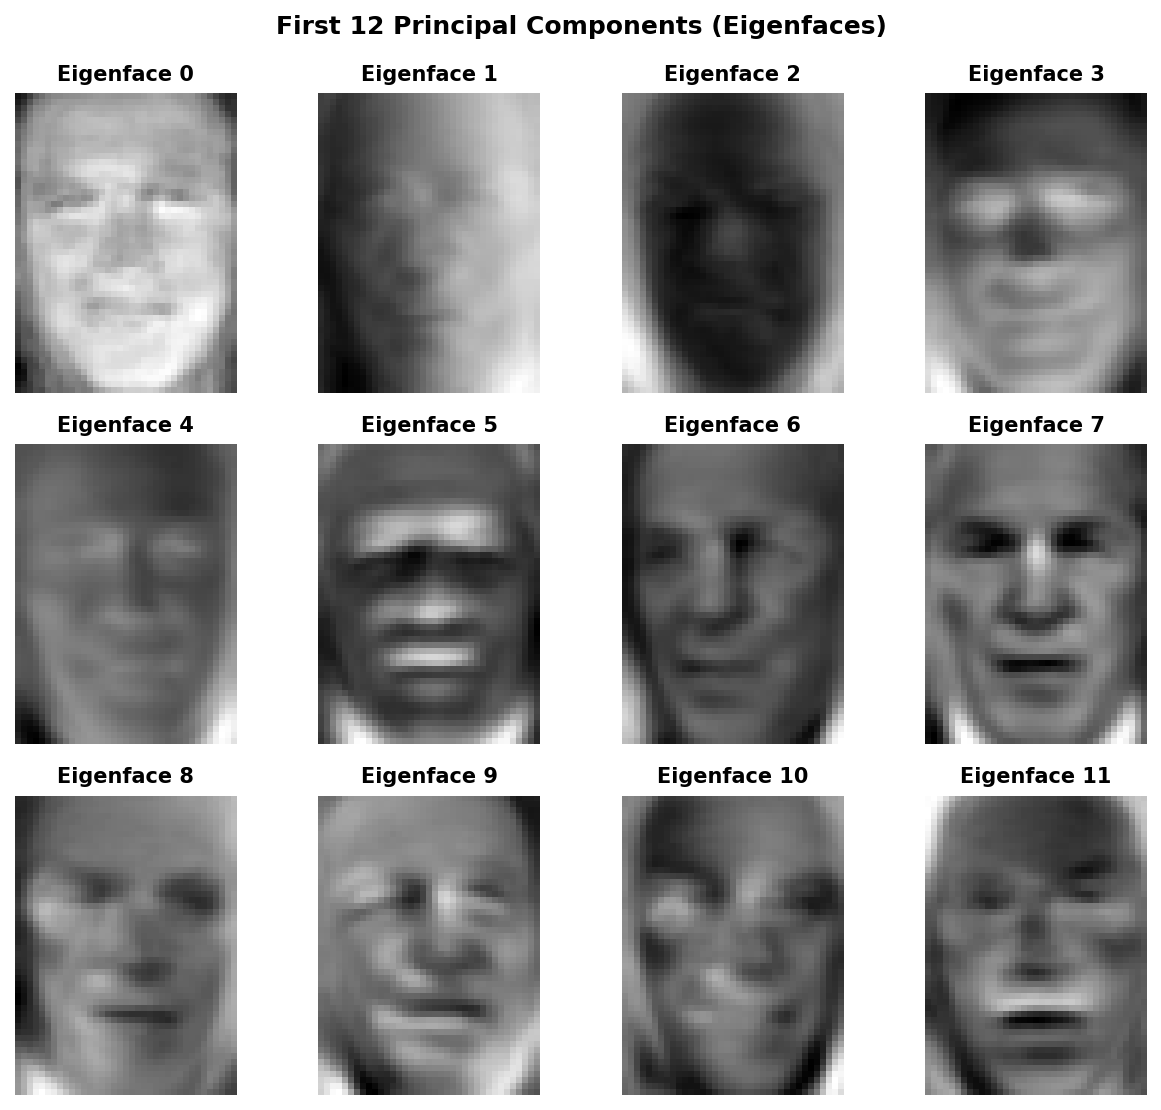 First 12 Principal Components (Eigenfaces)
Eigenface 0
Eigenface 1
Eigenface 2
Eigenface 3
Eigenface 4
Eigenface 5
Eigenface 6
Eigenface 7
Eigenface 8
Eigenface 9
Eigenface 10
Eigenface 11